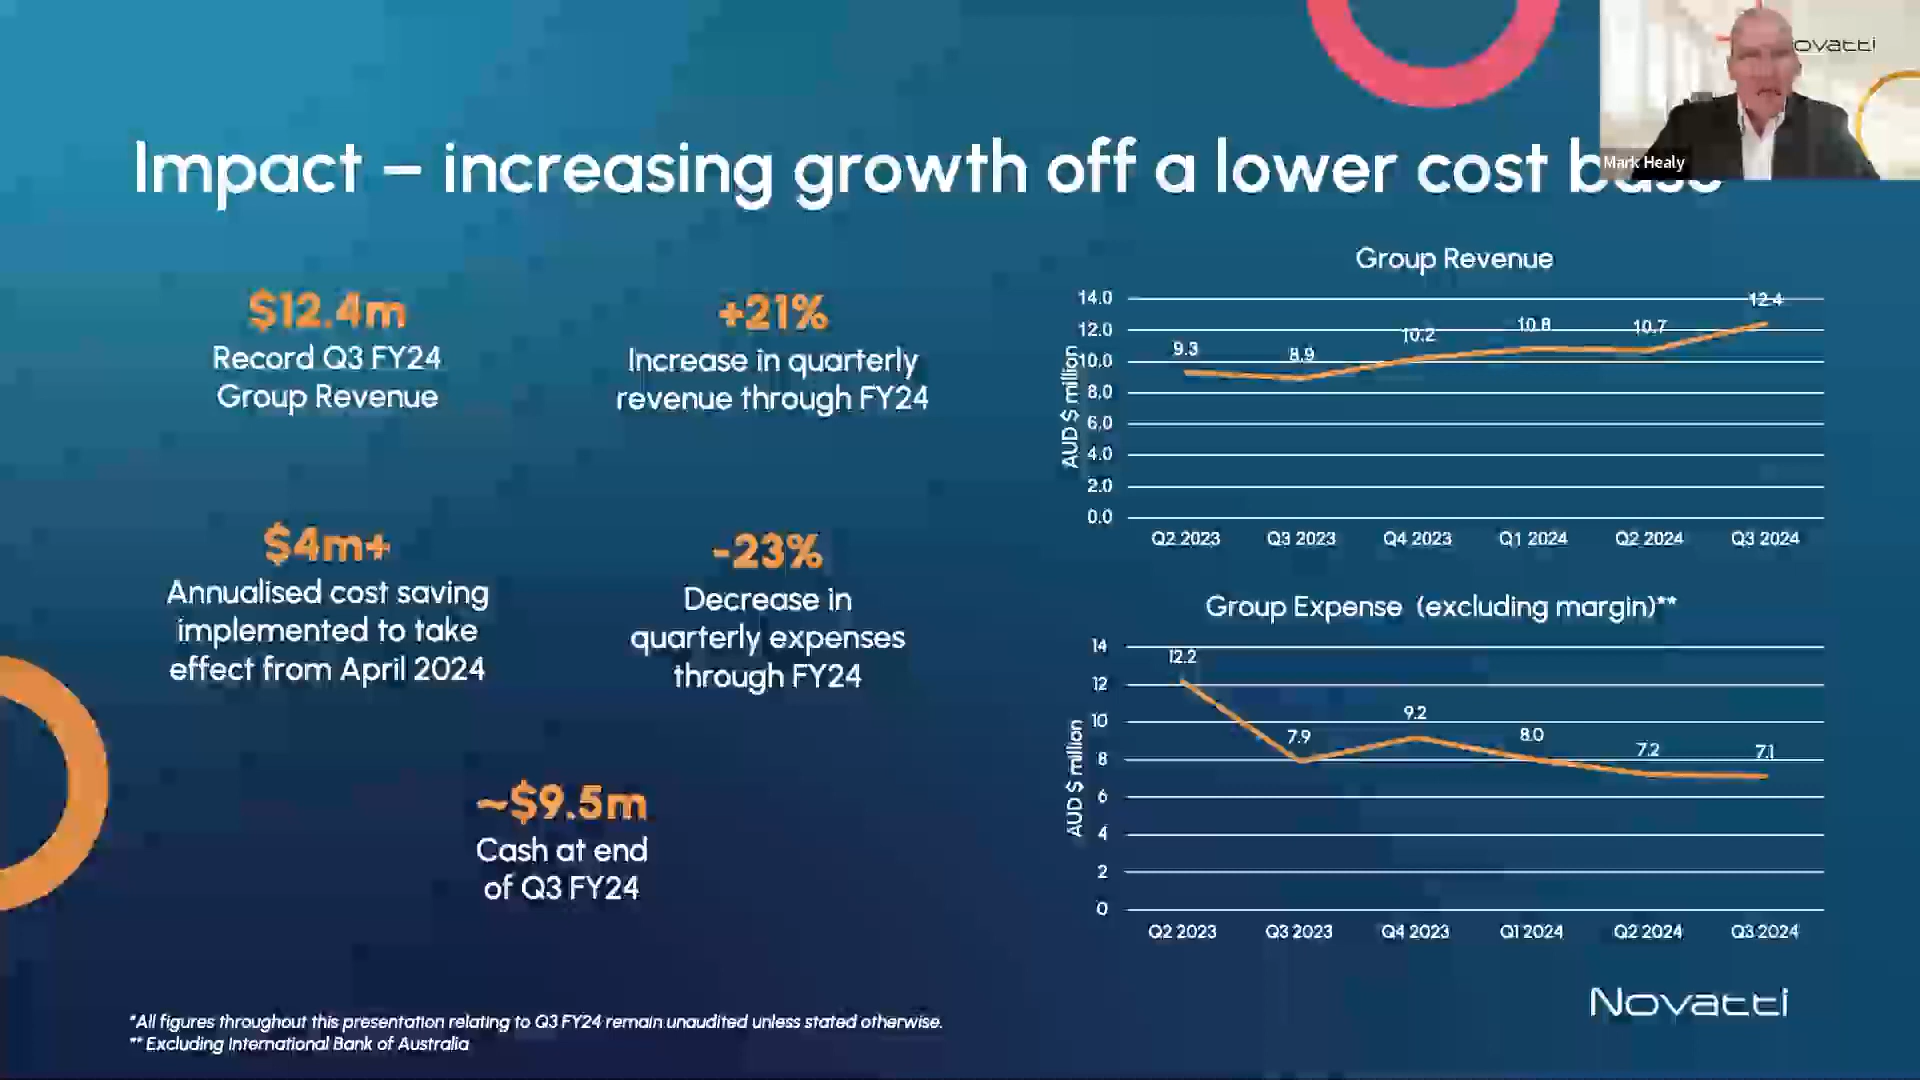 ovatti
Mark Healy
Impact – increasing growth off a lower cost base
$12.4m
Record Q3 FY24
Group Revenue
+21%
Increase in quarterly
revenue through FY24
$4m+
Annualised cost saving
implemented to take
effect from April 2024
-23%
Decrease in
quarterly expenses
through FY24
~$9.5m
Cash at end
of Q3 FY24
Group Revenue
AUD $ million
14.0
12.0
10.0
8.0
6.0
4.0
2.0
0.0
9.3
8.9
10.2
10.8
10.7
12.4
Q2 2023
Q3 2023
Q4 2023
Q1 2024
Q2 2024
Q3 2024
Group Expense (excluding margin)**
AUD $ million
14
12
10
8
6
4
2
0
12.2
7.9
9.2
8.0
7.2
7.1
Q2 2023
Q3 2023
Q4 2023
Q1 2024
Q2 2024
Q3 2024
Novatti
*All figures throughout this presentation relating to Q3 FY24 remain unaudited unless stated otherwise.
** Excluding International Bank of Australia